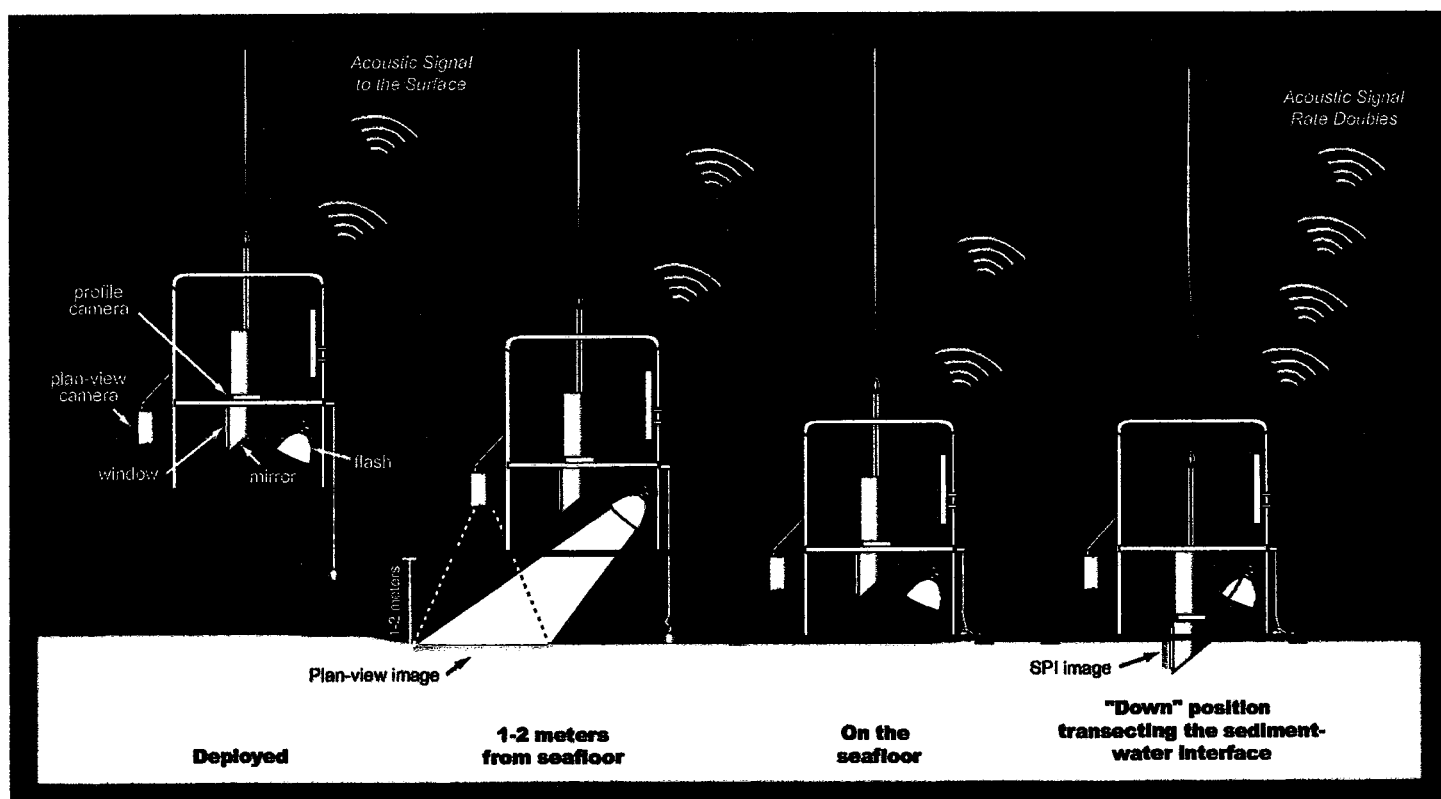 Acoustic Signal
to the Surface
Acoustic Signal
Rate Doubles
profile
camera
plan-view
camera
window
mirror
flash
1-2 meters
Plan-view image
SPI image
Deployed
1-2 meters
from seafloor
On the
seafloor
"Down" position
transecting the sediment-
water interface